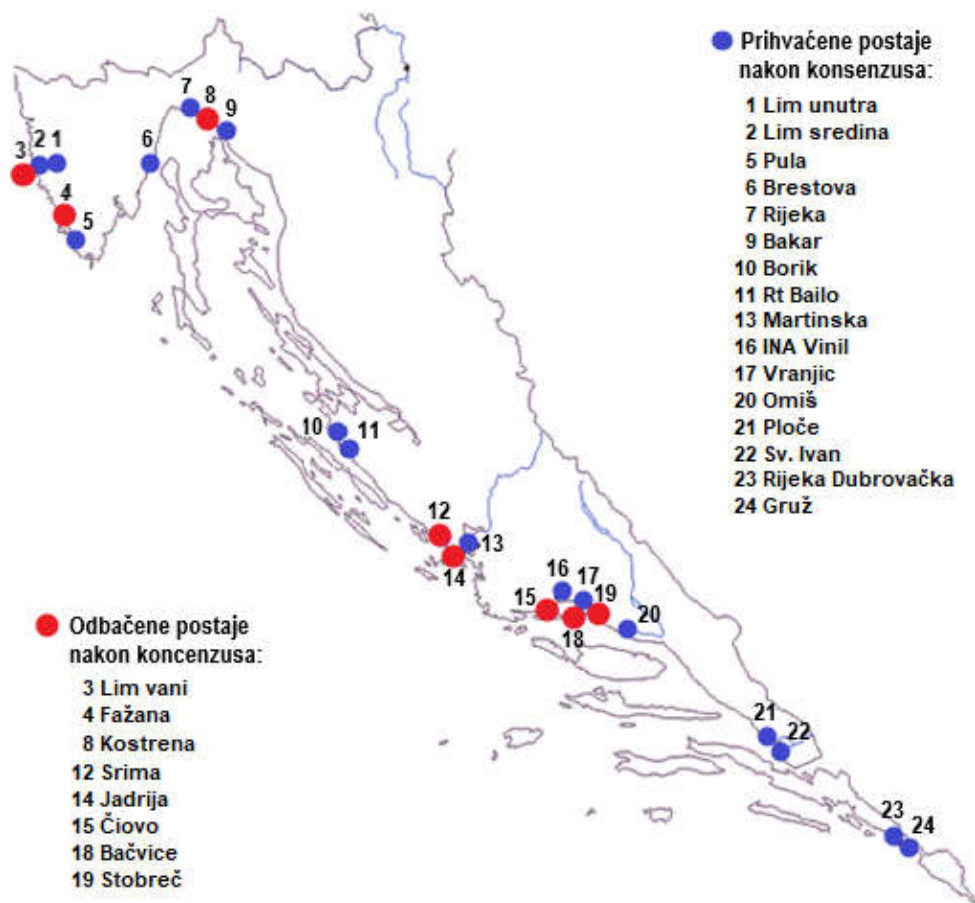 Prihvaćene postaje
nakon konsenzusa:
1 Lim unutra
2 Lim sredina
5 Pula
6 Brestova
7 Rijeka
9 Bakar
10 Borik
11 Rt Bailo
13 Martinska
16 INA Vinil
17 Vranjic
20 Omiš
21 Ploče
22 Sv. Ivan
23 Rijeka Dubrovačka
24 Gruž
7
8
9
3
2
1
6
4
5
10
11
12
13
14
16
17
15
19
18
20
21
22
23
24
Odbačene postaje
nakon koncenzusa:
3 Lim vani
4 Fažana
8 Kostrena
12 Srima
14 Jadrija
15 Čiovo
18 Bačvice
19 Stobreč